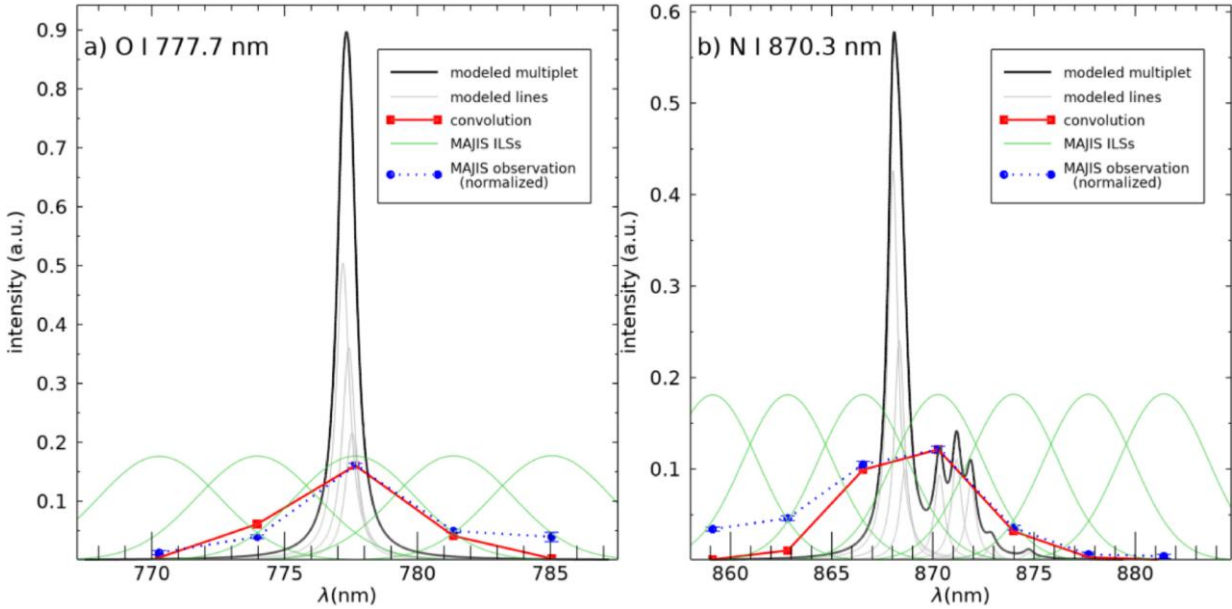 a) O I 777.7 nm
modeled multiplet
modeled lines
convolution
MAJIS ILSs
MAJIS observation
(normalized)
intensity (a.u.)
0.9
0.8
0.7
0.6
0.5
0.4
0.3
0.2
0.1
770
775
780
785
λ(nm)
b) N I 870.3 nm
modeled multiplet
modeled lines
convolution
MAJIS ILSs
MAJIS observation
(normalized)
intensity (a.u.)
0.6
0.5
0.4
0.3
0.2
0.1
860
865
870
875
880
λ(nm)